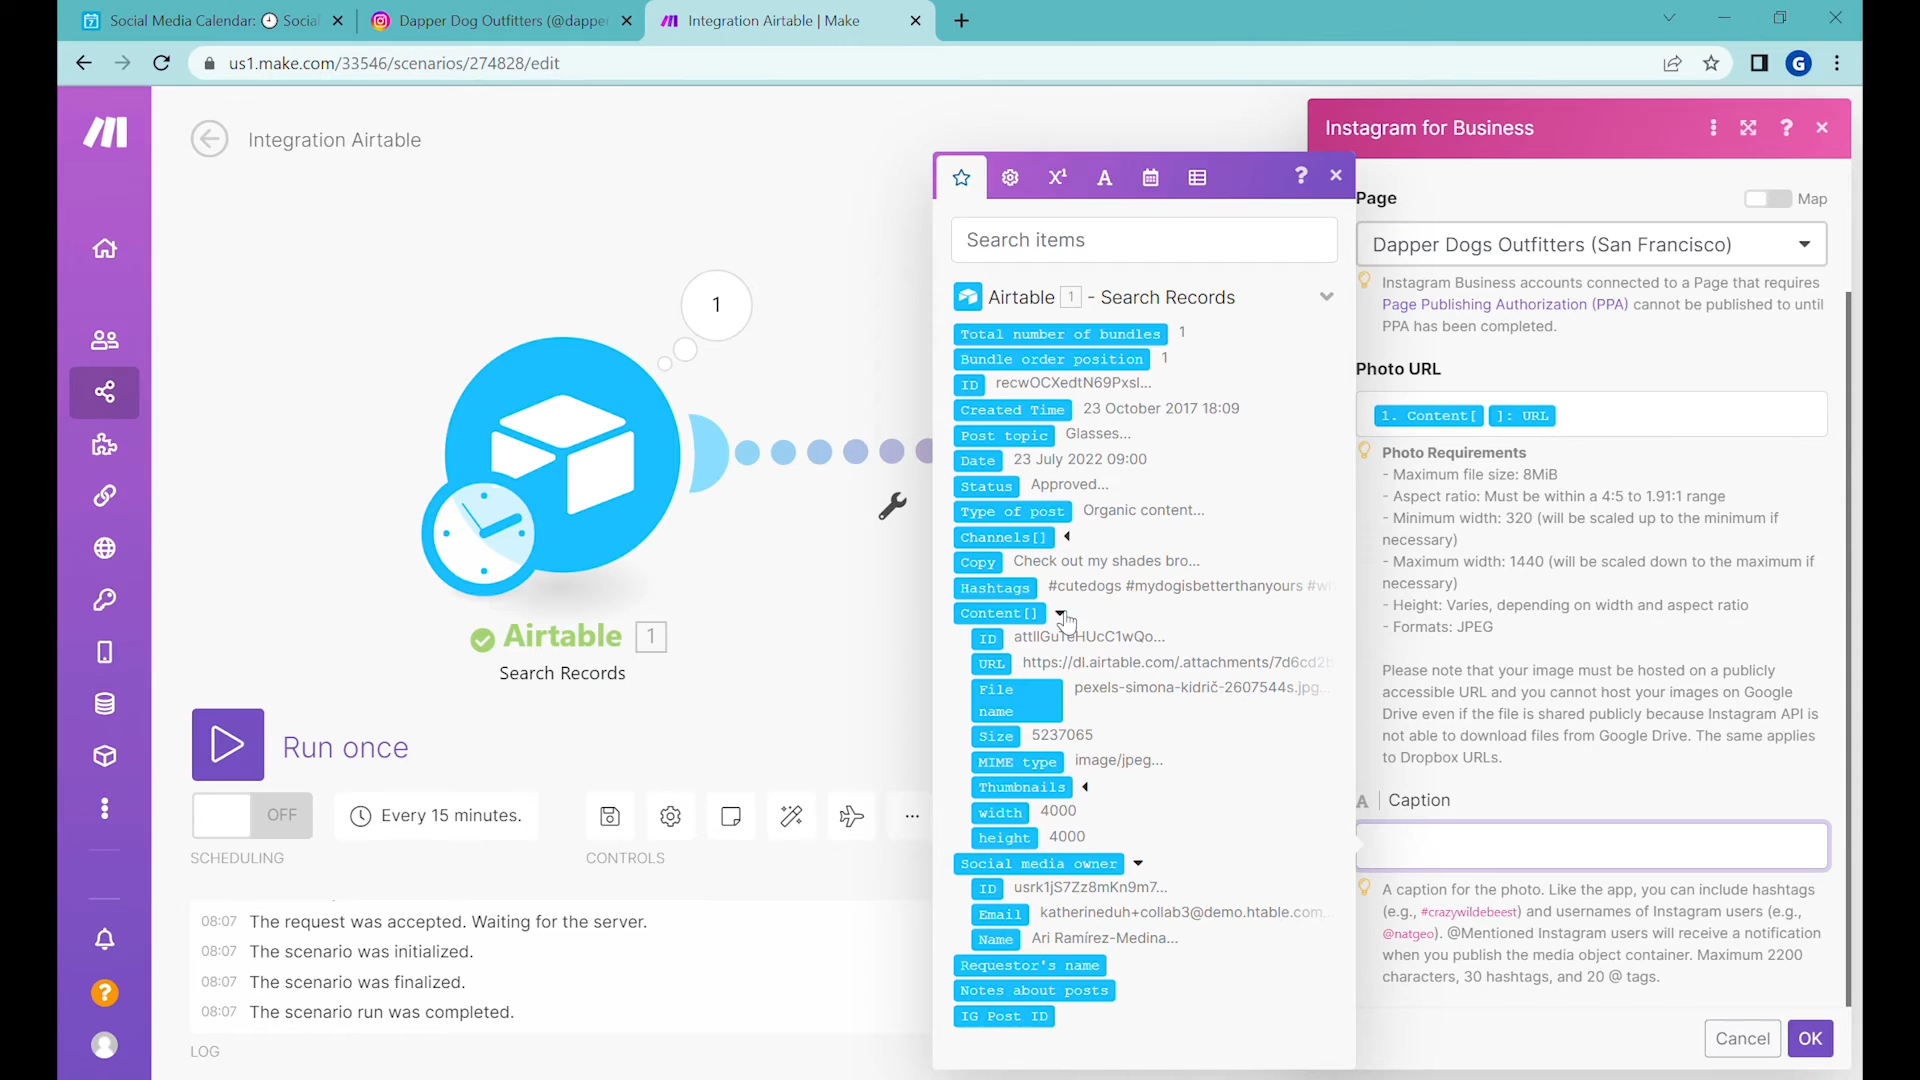 Social Media Calendar: Social
Dapper Dog Outfitters (@dapper
Integration Airtable | Make
us1.make.com/33546/scenarios/274828/edit
G
Integration Airtable
1
Airtable 1
Search Records
Run once
OFF
Every 15 minutes.
SCHEDULING
CONTROLS
08:07 The request was accepted. Waiting for the server.
08:07 The scenario was initialized.
08:07 The scenario was finalized.
08:07 The scenario run was completed.
LOG
Search items
Airtable 1 - Search Records
Total number of bundles 1
Bundle order position 1
ID recwOCXedtN69Pxsl...
Created Time 23 October 2017 18:09
Post topic Glasses...
Date 23 July 2022 09:00
Status Approved...
Type of post Organic content...
Channels[]
Copy Check out my shades bro...
Hashtags #cutedogs #mydogisbetterthanyours
Content[]
ID
URL https://dl.airtable.com/.attachments/7d6cd2
File name pexels-simona-kidrič-2607544s.jpg...
Size 5237065
MIME type image/jpeg...
Thumbnails
width 4000
height 4000
Social media owner
ID usrk1jS7Zz8mKn9m7...
Email katherineduh+collab3@demo.htable.com...
Name Ari Ramírez-Medina...
Requestor's name
Notes about posts
IG Post ID
Instagram for Business
Page
Map
Dapper Dogs Outfitters (San Francisco)
Instagram Business accounts connected to a Page that requires
Page Publishing Authorization (PPA) cannot be published to until
PPA has been completed.
Photo URL
1. Content[ ]: URL
Photo Requirements
- Maximum file size: 8MiB
- Aspect ratio: Must be within a 4:5 to 1.91:1 range
- Minimum width: 320 (will be scaled up to the minimum if
necessary)
- Maximum width: 1440 (will be scaled down to the maximum if
necessary)
- Height: Varies, depending on width and aspect ratio
- Formats: JPEG
Please note that your image must be hosted on a publicly
accessible URL and you cannot host your images on Google
Drive even if the file is shared publicly because Instagram API is
not able to download files from Google Drive. The same applies
to Dropbox URLs.
A Caption
A caption for the photo. Like the app, you can include hashtags
(e.g., #crazywildebeest) and usernames of Instagram users (e.g.,
@natgeo). @Mentioned Instagram users will receive a notification
when you publish the media object container. Maximum 2200
characters, 30 hashtags, and 20 @ tags.
Cancel
OK